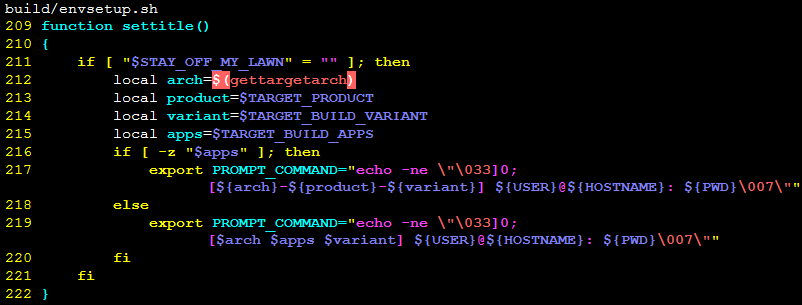 build/envsetup.sh
209 function settitle()
210 {
211     if [ "$STAY_OFF_MY_LAWN" = "" ]; then
212         local arch=$(gettargetarch)
213         local product=$TARGET_PRODUCT
214         local variant=$TARGET_BUILD_VARIANT
215         local apps=$TARGET_BUILD_APPS
216         if [ -z "$apps" ]; then
217             export PROMPT_COMMAND="echo -ne \"\033]0;
[${arch}-${product}-${variant}] ${USER}@${HOSTNAME}: ${PWD}\007\""
218         else
219             export PROMPT_COMMAND="echo -ne \"\033]0;
[$arch $apps $variant] ${USER}@${HOSTNAME}: ${PWD}\007\""
220         fi
221     fi
222 }